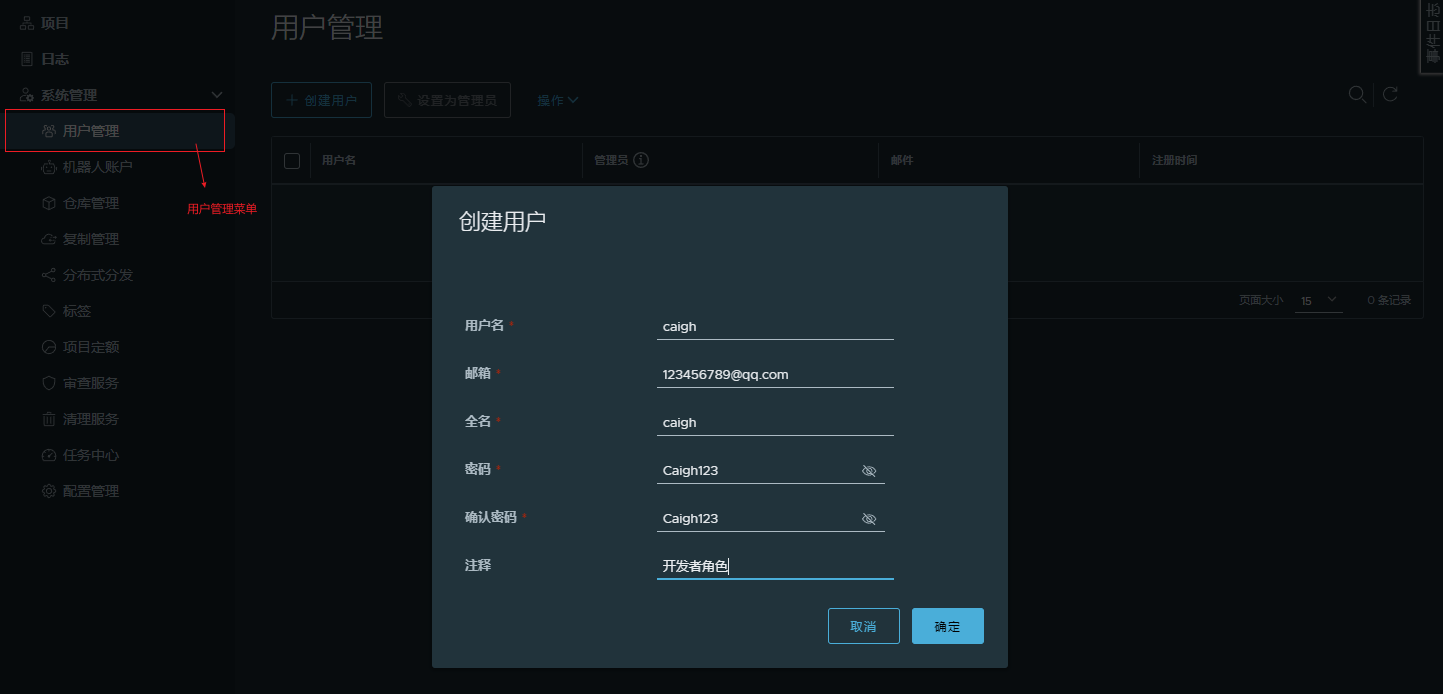 项目
日志
系统管理
用户管理
机器人账户
仓库管理
复制管理
分布式分发
标签
项目定额
审查服务
清理服务
任务中心
配置管理
用户管理菜单
用户管理
事件日志
创建用户
设置为管理员
操作
用户名
管理员
邮件
注册时间
页面大小 15 0 条记录
创建用户
用户名 * caigh
邮箱 * 123456789@qq.com
全名 * caigh
密码 * Caigh123
确认密码 * Caigh123
注释 开发者角色
取消
确定